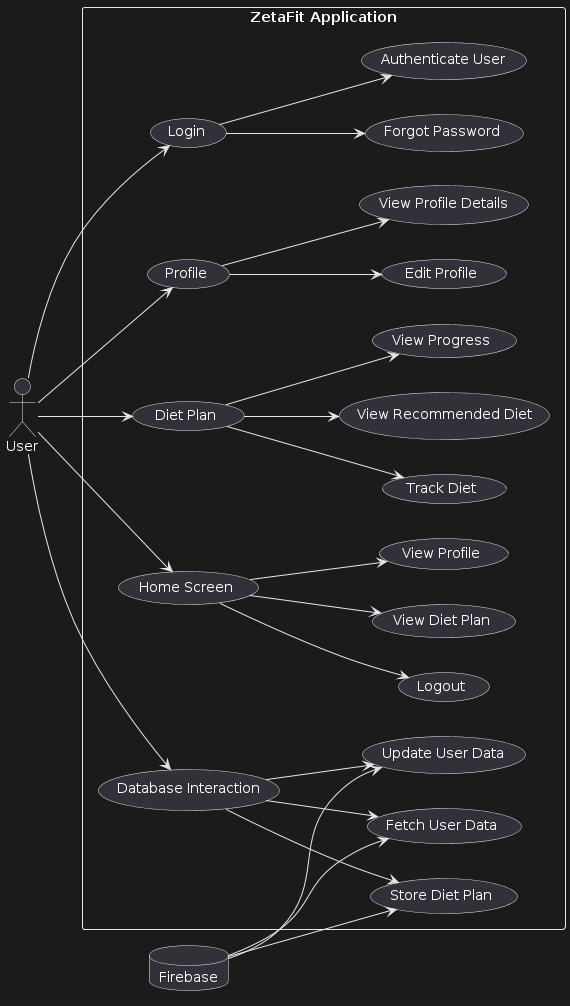 ZetaFit Application
Authenticate User
Login
Forgot Password
View Profile Details
Profile
Edit Profile
View Progress
User
Diet Plan
View Recommended Diet
Track Diet
View Profile
Home Screen
View Diet Plan
Logout
Update User Data
Database Interaction
Fetch User Data
Store Diet Plan
Firebase